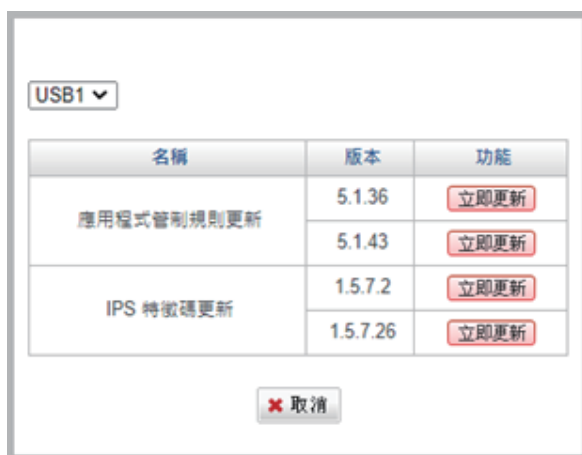 USB1
名稱 版本 功能
應用程式管制規則更新 5.1.36 立即更新
5.1.43 立即更新
IPS 特徵碼更新 1.5.7.2 立即更新
1.5.7.26 立即更新
取消